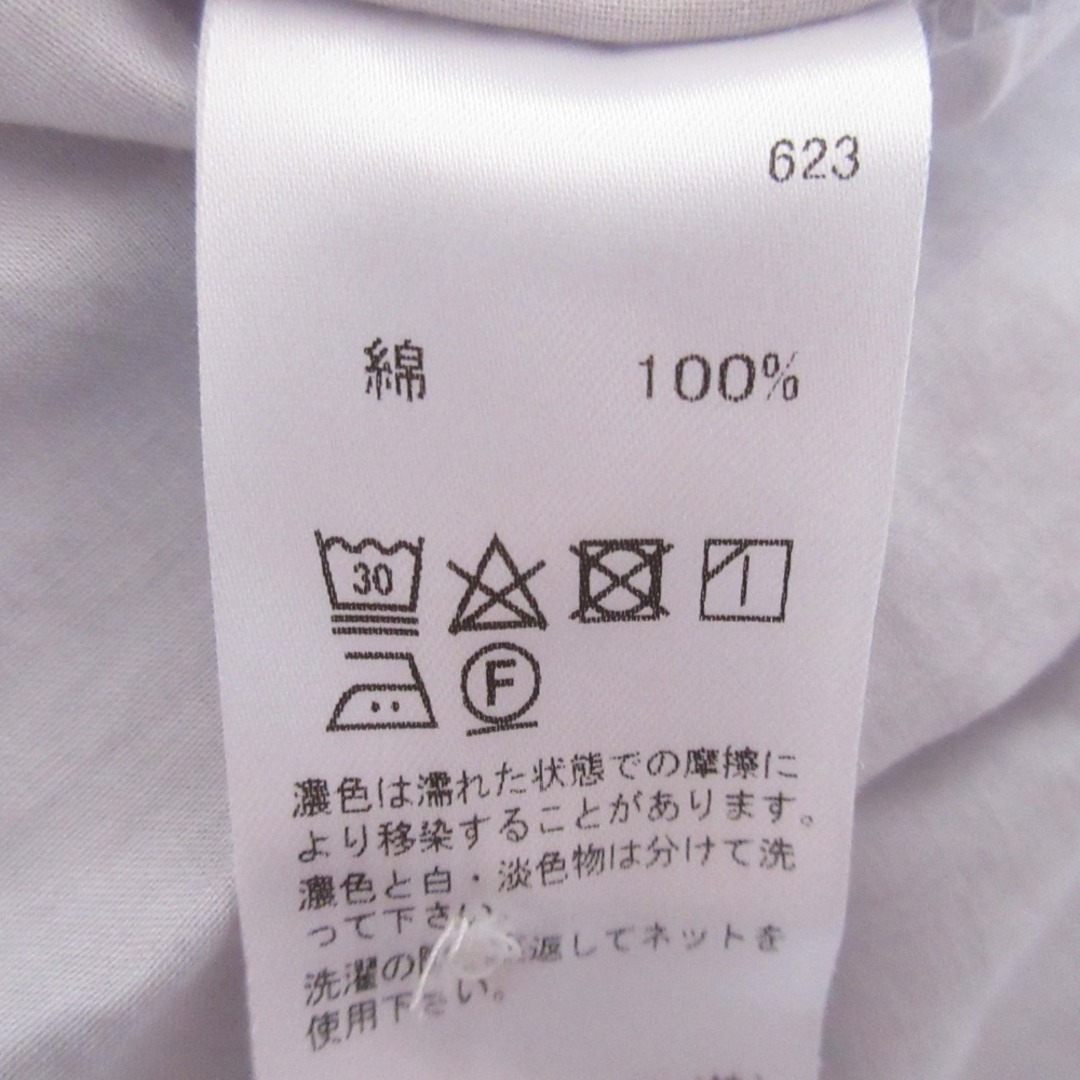 623
綿 100%
30
F
濃色は濡れた状態での摩擦に
より移染することがあります。
濃色と白・淡色物は分けて洗
って下さい。
洗濯の 返してネットを
使用下さい。